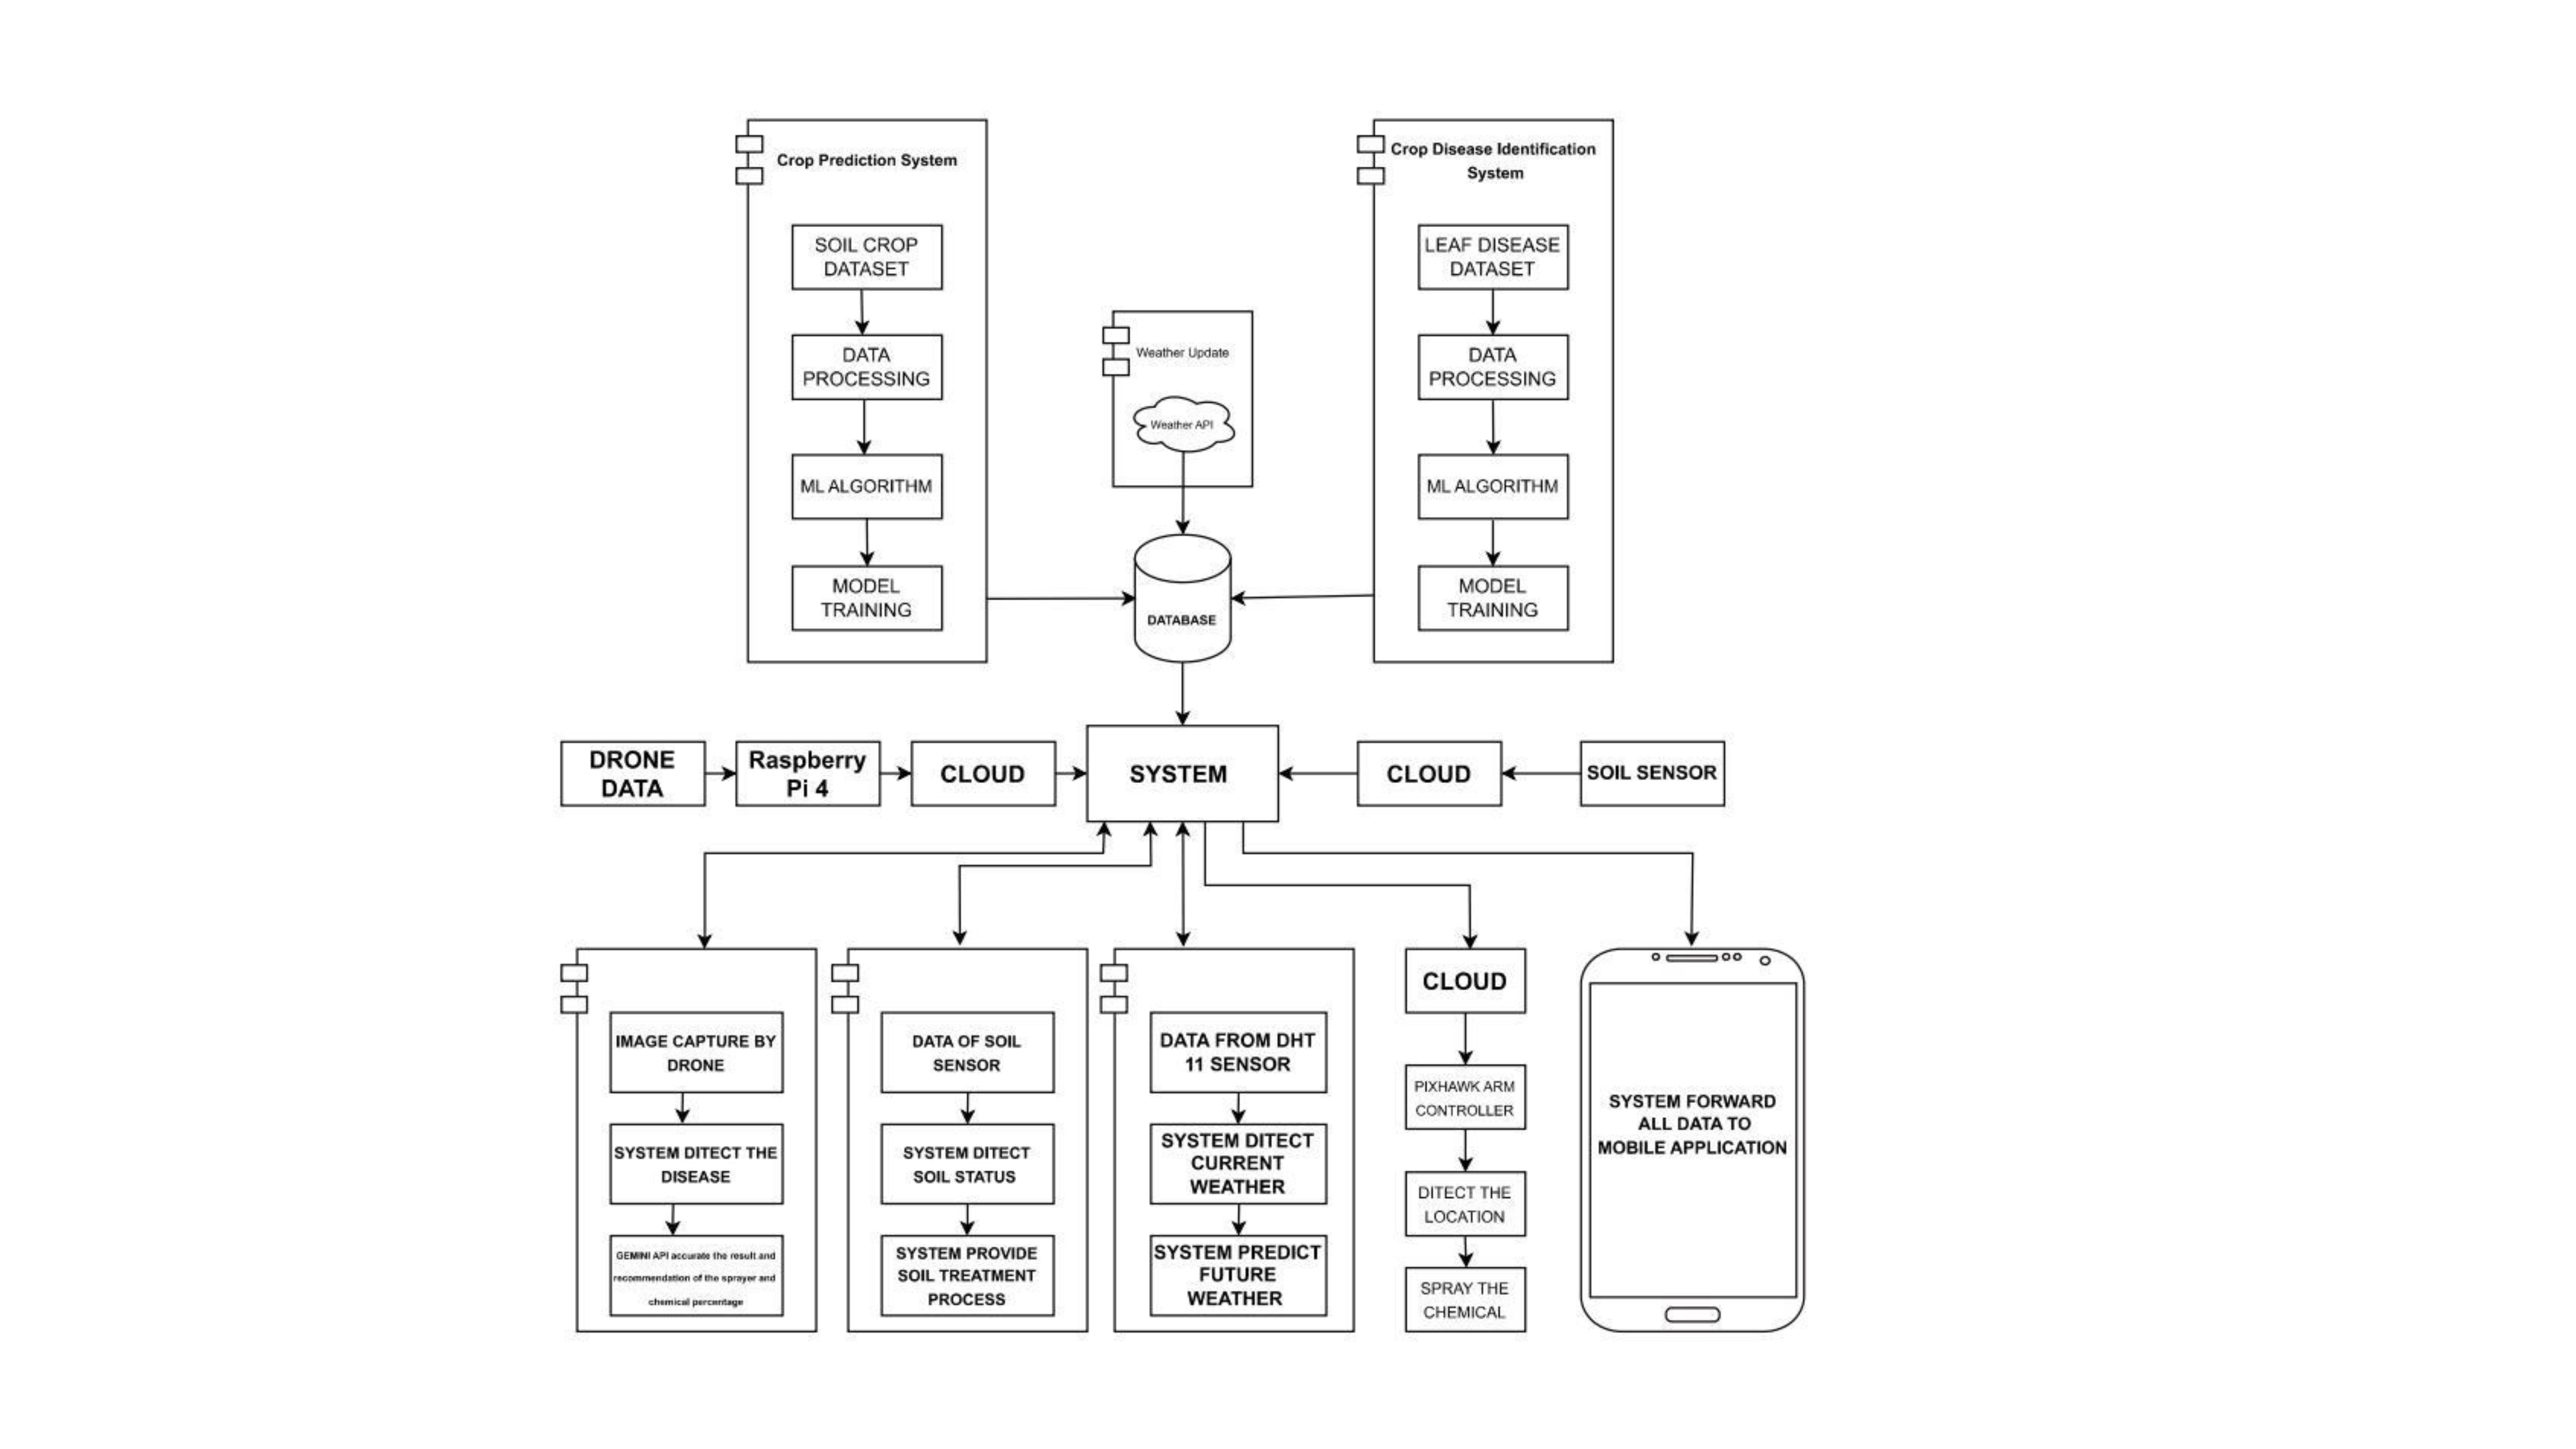 Crop Prediction System
SOIL CROP
DATASET
DATA
PROCESSING
ML ALGORITHM
MODEL
TRAINING
Weather Update
Weather API
DATABASE
Crop Disease Identification
System
LEAF DISEASE
DATASET
DATA
PROCESSING
ML ALGORITHM
MODEL
TRAINING
DRONE
DATA
Raspberry
Pi 4
CLOUD
SYSTEM
CLOUD
SOIL SENSOR
IMAGE CAPTURE BY
DRONE
SYSTEM DITECT THE
DISEASE
GEMINI API accurate the result and
recommendation of the sprayer and
chemical percentage
DATA OF SOIL
SENSOR
SYSTEM DITECT
SOIL STATUS
SYSTEM PROVIDE
SOIL TREATMENT
PROCESS
DATA FROM DHT
11 SENSOR
SYSTEM DITECT
CURRENT
WEATHER
SYSTEM PREDICT
FUTURE
WEATHER
CLOUD
PIXHAWK ARM
CONTROLLER
DITECT THE
LOCATION
SPRAY THE
CHEMICAL
SYSTEM FORWARD
ALL DATA TO
MOBILE APPLICATION